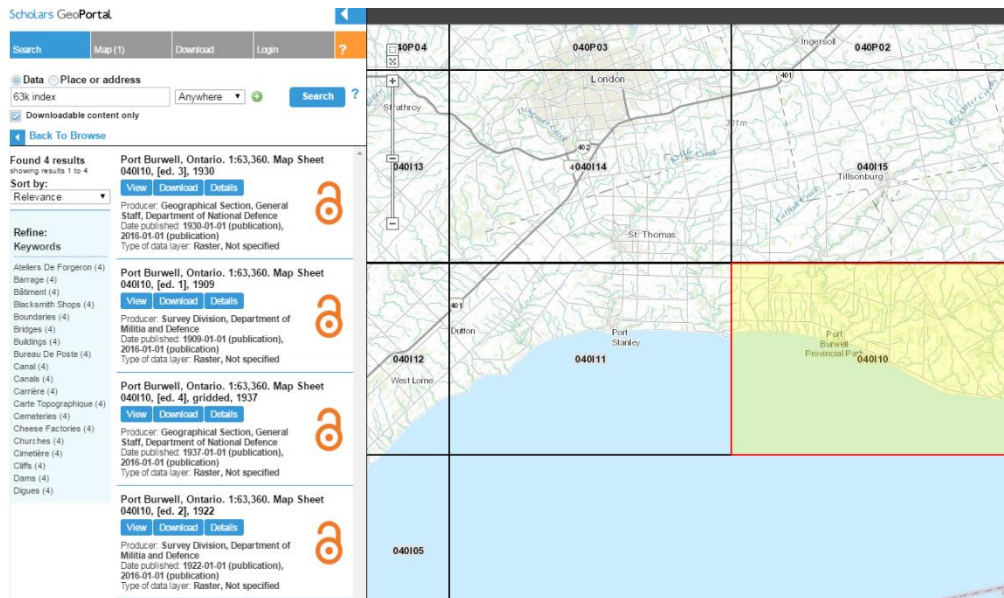 Scholars GeoPortal
Search Map (1) Download Login ?
Data Place or address
63k index Anywhere Search ?
Downloadable content only
Back To Browse
Found 4 results
showing results 1 to 4
Sort by:
Relevance
Refine:
Keywords
Ateliers De Forgeron (4)
Barrage (4)
Bâtiment (4)
Blacksmith Shops (4)
Boundaries (4)
Bridges (4)
Buildings (4)
Bureau De Poste (4)
Canal (4)
Canals (4)
Carrière (4)
Carte Topographique (4)
Cemeteries (4)
Cheese Factories (4)
Churches (4)
Cimetière (4)
Cliffs (4)
Dams (4)
Digues (4)
Port Burwell, Ontario. 1:63,360. Map Sheet
040I10, [ed. 3], 1930
View Download Details
Producer: Geographical Section, General
Staff, Department of National Defence
Date published: 1930-01-01 (publication),
2016-01-01 (publication)
Type of data layer: Raster, Not specified
Port Burwell, Ontario. 1:63,360. Map Sheet
040I10, [ed. 1], 1909
View Download Details
Producer: Survey Division, Department of
Militia and Defence
Date published: 1909-01-01 (publication),
2016-01-01 (publication)
Type of data layer: Raster, Not specified
Port Burwell, Ontario. 1:63,360. Map Sheet
040I10, [ed. 4], gridded, 1937
View Download Details
Producer: Geographical Section, General
Staff, Department of National Defence
Date published: 1937-01-01 (publication),
2016-01-01 (publication)
Type of data layer: Raster, Not specified
Port Burwell, Ontario. 1:63,360. Map Sheet
040I10, [ed. 2], 1922
View Download Details
Producer: Survey Division, Department of
Militia and Defence
Date published: 1922-01-01 (publication),
2016-01-01 (publication)
Type of data layer: Raster, Not specified
040P04
040P03
Ingersoll
040P02
London
401
Strathroy
402
040I13
040I14
040I15
Tillsonburg
Catfish Creek
St. Thomas
401
Dutton
Port
Stanley
Port
Burwell
Provincial Park
040I12
040I11
040I10
West Lorne
040I05